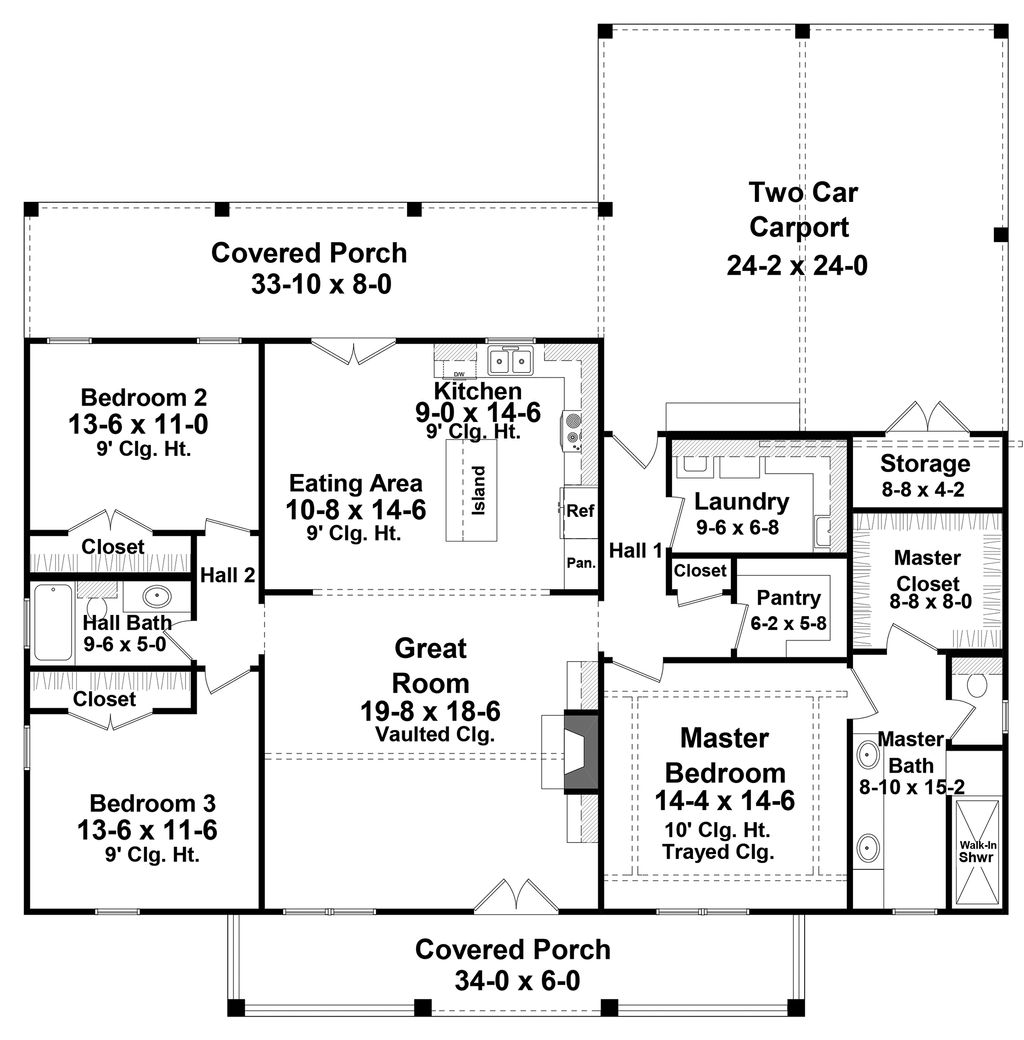 Two Car
Carport
24-2 x 24-0
Covered Porch
33-10 x 8-0
Bedroom 2
13-6 x 11-0
9' Clg. Ht.
D/W
Kitchen
9-0 x 14-6
9' Clg. Ht.
Eating Area
10-8 x 14-6
9' Clg. Ht.
Island
Ref
Pan.
Storage
8-8 x 4-2
Laundry
9-6 x 6-8
Hall 1
Closet
Hall 2
Closet
Pantry
6-2 x 5-8
Master
Closet
8-8 x 8-0
Hall Bath
9-6 x 5-0
Closet
Great
Room
19-8 x 18-6
Vaulted Clg.
Master
Bedroom
14-4 x 14-6
10' Clg. Ht.
Trayed Clg.
Master
Bath
8-10 x 15-2
Walk-In
Shwr
Bedroom 3
13-6 x 11-6
9' Clg. Ht.
Covered Porch
34-0 x 6-0